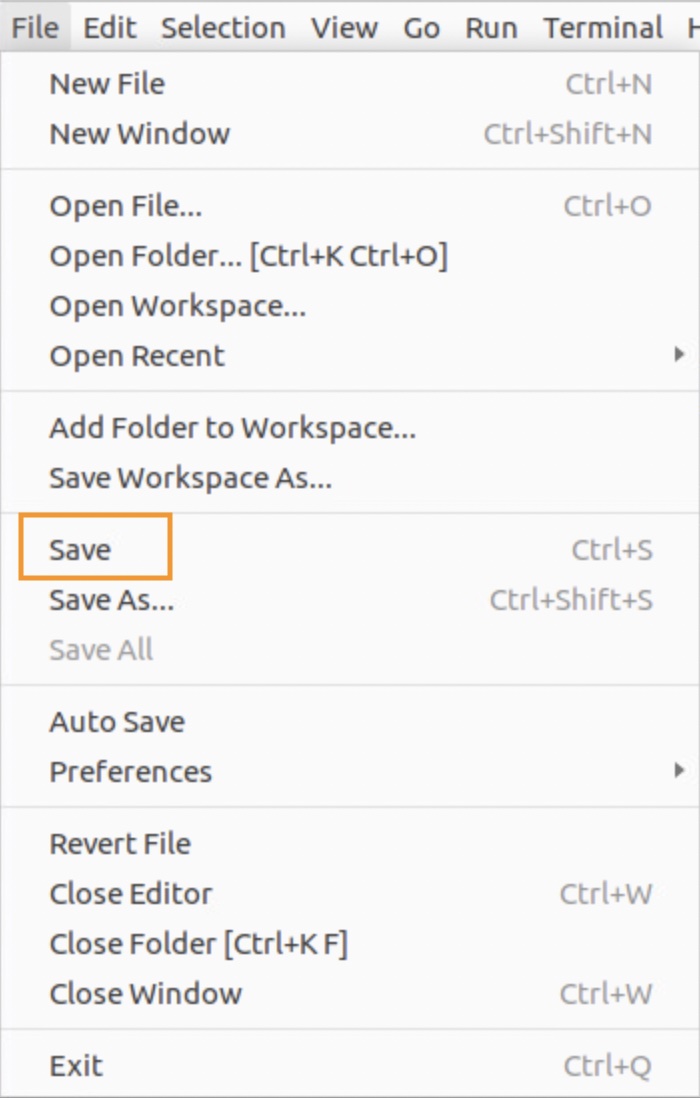 File Edit Selection View Go Run Terminal
New File Ctrl+N
New Window Ctrl+Shift+N
Open File... Ctrl+O
Open Folder... [Ctrl+K Ctrl+O]
Open Workspace...
Open Recent
Add Folder to Workspace...
Save Workspace As...
Save Ctrl+S
Save As... Ctrl+Shift+S
Save All
Auto Save
Preferences
Revert File
Close Editor Ctrl+W
Close Folder [Ctrl+K F]
Close Window Ctrl+W
Exit Ctrl+Q